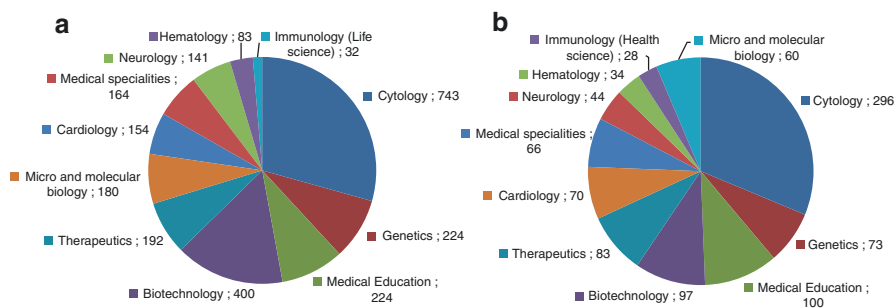 a
Hematology ; 83
Immunology (Life
science) ; 32
Neurology ; 141
Medical specialities ;
164
Cytology ; 743
Cardiology ; 154
Micro and molecular
biology ; 180
Therapeutics ; 192
Genetics ; 224
Biotechnology ; 400
Medical Education ;
224
b
Immunology (Health
science) ; 28
Micro and molecular
biology ; 60
Hematology ; 34
Neurology ; 44
Cytology ; 296
Medical specialities ;
66
Cardiology ; 70
Therapeutics ; 83
Genetics ; 73
Biotechnology ; 97
Medical Education ;
100